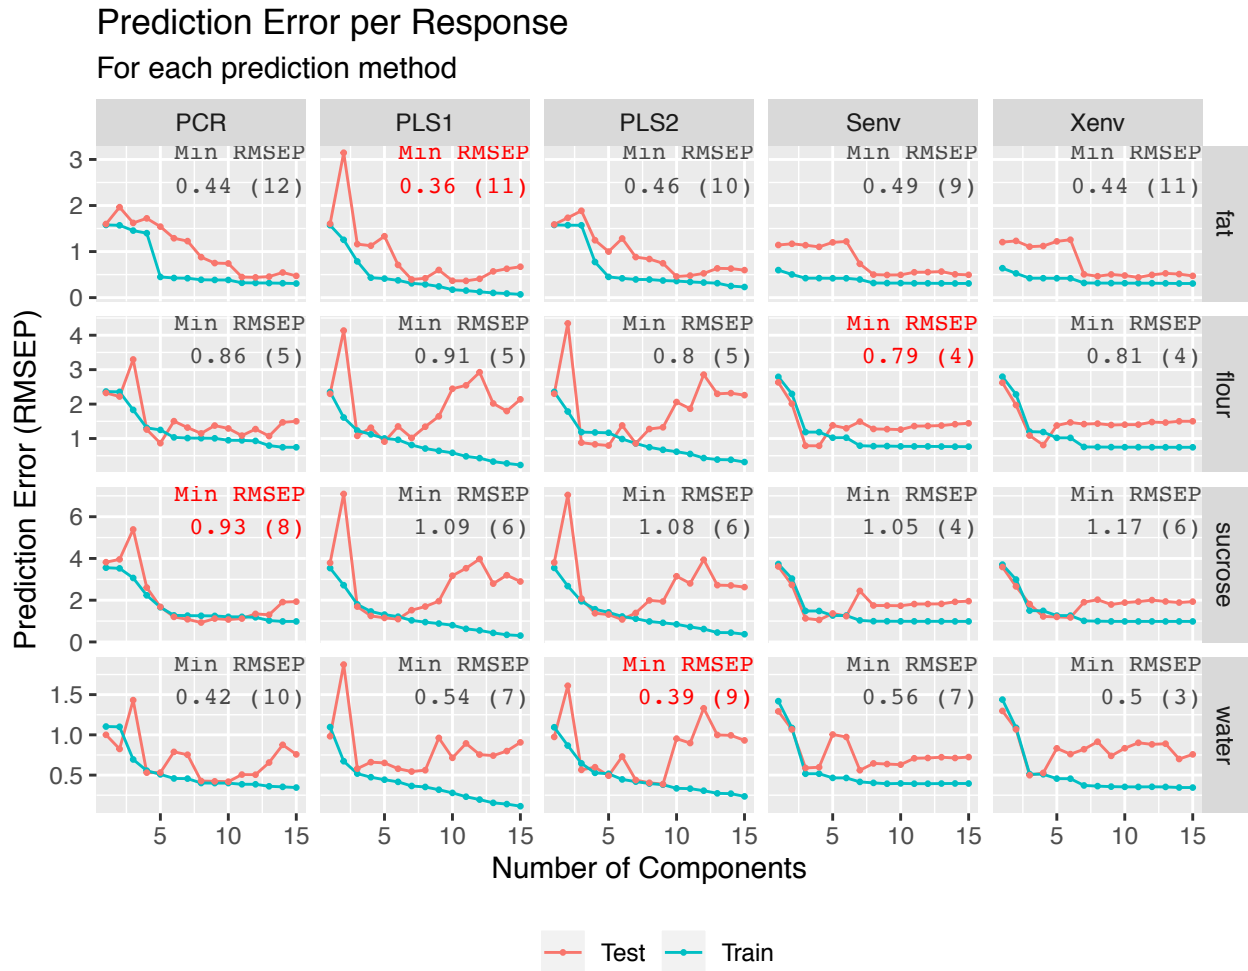 Prediction Error per Response
For each prediction method
PCR PLS1 PLS2 Senv Xenv
Min RMSEP Min RMSEP Min RMSEP Min RMSEP Min RMSEP
0.44 (12) 0.36 (11) 0.46 (10) 0.49 (9) 0.44 (11)
3
2
1
0
fat
Min RMSEP Min RMSEP Min RMSEP Min RMSEP Min RMSEP
0.86 (5) 0.91 (5) 0.8 (5) 0.79 (4) 0.81 (4)
4
3
2
1
flour
Min RMSEP Min RMSEP Min RMSEP Min RMSEP Min RMSEP
0.93 (8) 1.09 (6) 1.08 (6) 1.05 (4) 1.17 (6)
6
4
2
0
sucrose
Min RMSEP Min RMSEP Min RMSEP Min RMSEP Min RMSEP
0.42 (10) 0.54 (7) 0.39 (9) 0.56 (7) 0.5 (3)
1.5
1.0
0.5
water
Prediction Error (RMSEP)
5 10 15 5 10 15 5 10 15 5 10 15 5 10 15
Number of Components
Test Train